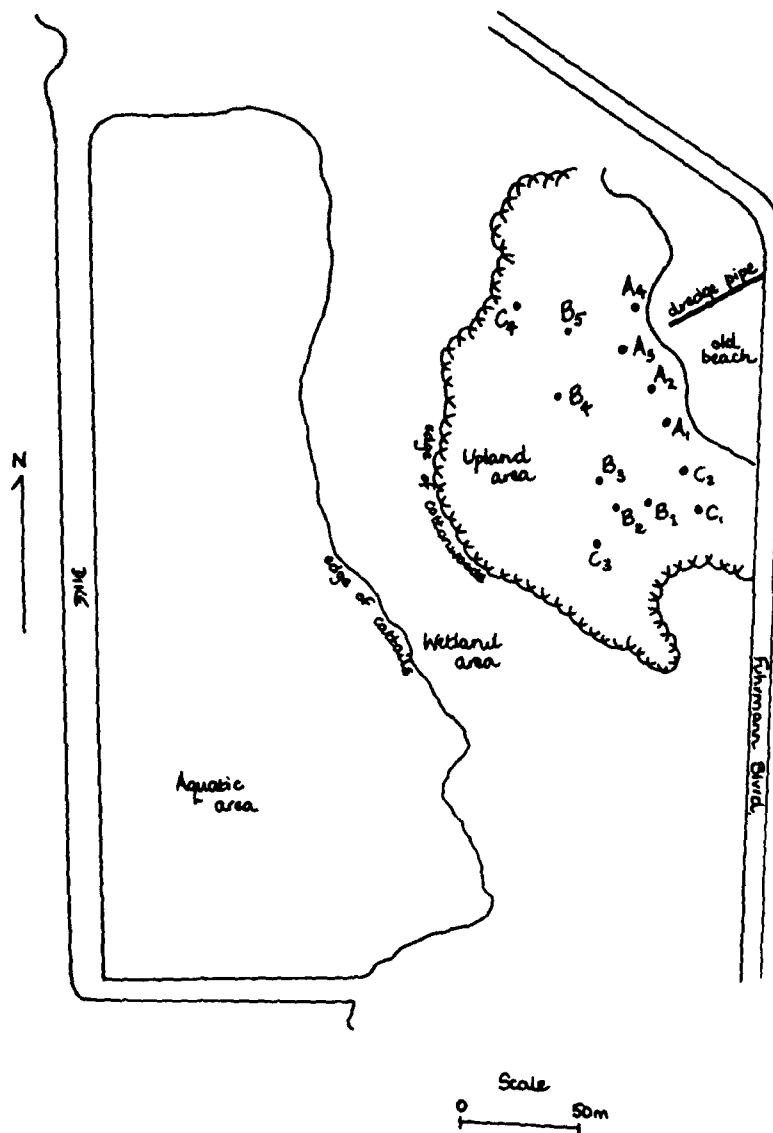 dredge pipe
A4
C4
B5
old
beach
A3
A2
B4
A1
edge of cottonwoods
Upland
area
B3
C2
N
B2
B1
C1
C3
DIKE
edge of cattails
Wetland
area
Fuhrmann Blvd.
Aquatic
area
Scale
0 50m